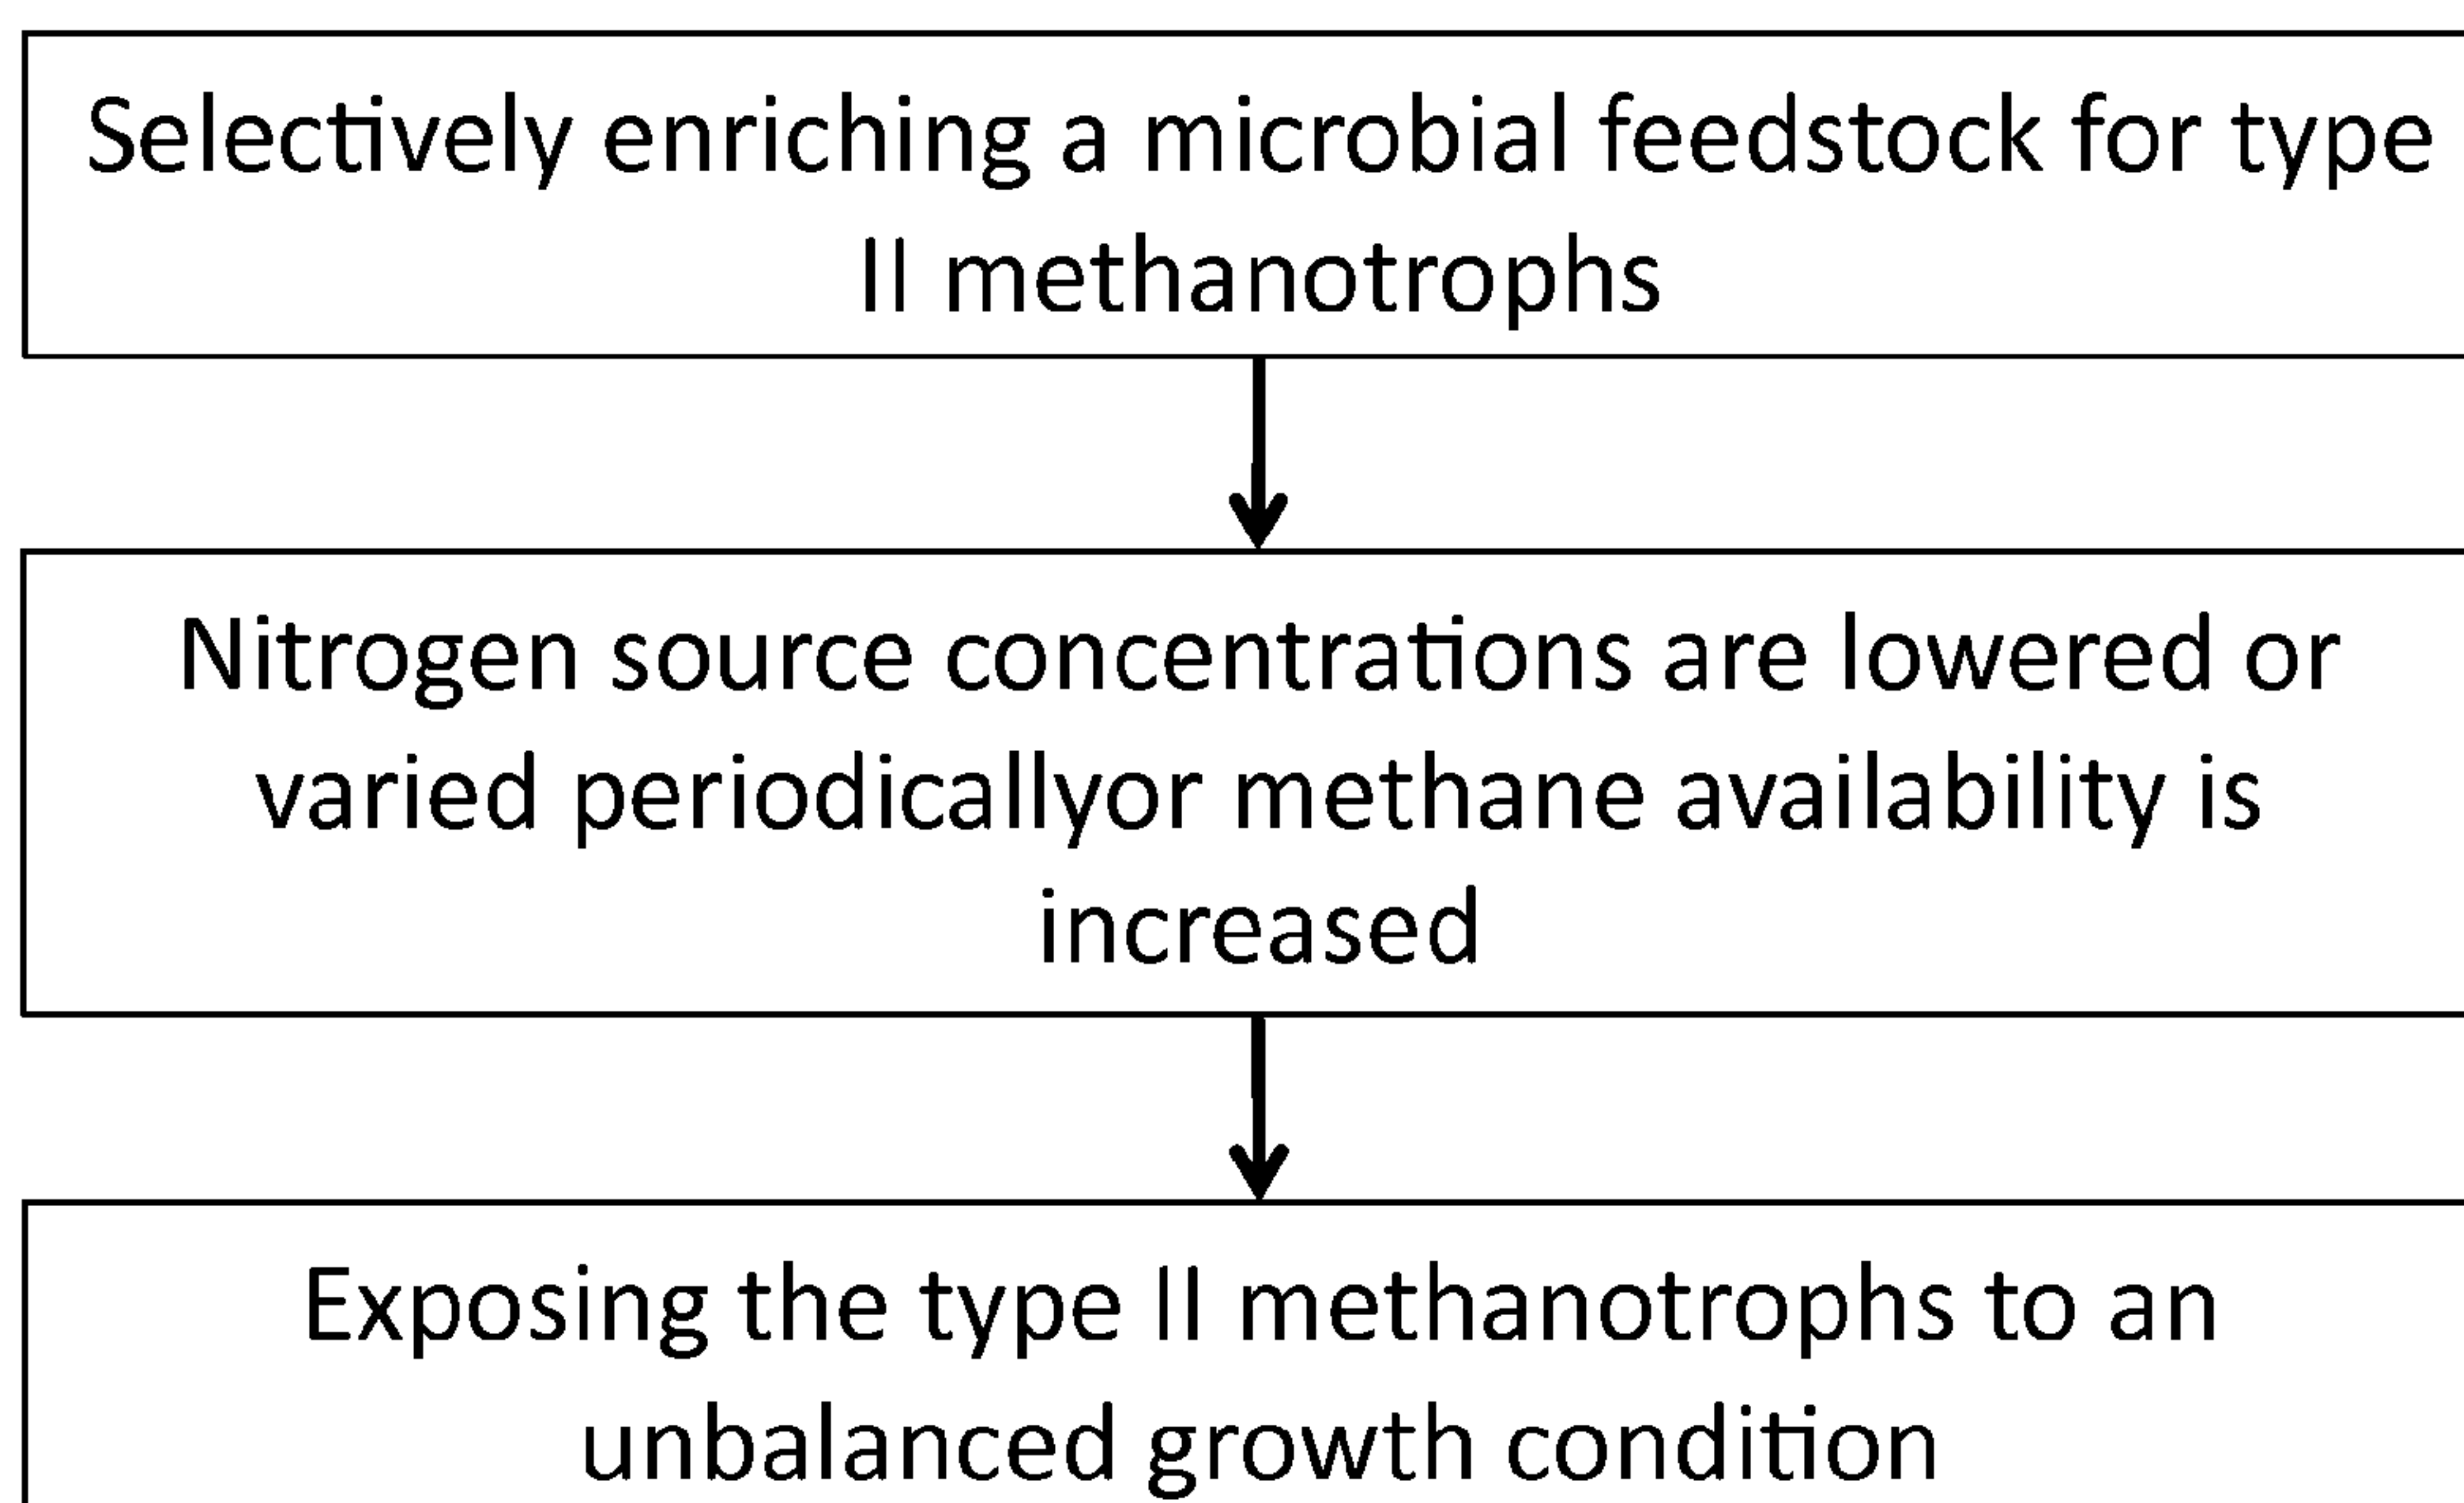 Selectively enriching a microbial feedstock for type
II methanotrophs
Nitrogen source concentrations are lowered or
varied periodicallyor methane availability is
increased
Exposing the type II methanotrophs to an
unbalanced growth condition